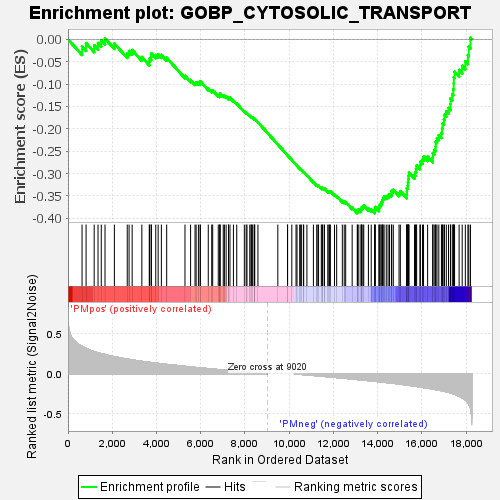 Enrichment plot: GOBP_CYTOSOLIC_TRANSPORT
Enrichment score (ES)
0.00
-0.05
-0.10
-0.15
-0.20
-0.25
-0.30
-0.35
-0.40
Ranked list metric (Signal2Noise)
'PMpos' (positively correlated)
0.5
0.0
-0.5
Zero cross at 9020
'PMneg' (negatively correlated)
0 2,000 4,000 6,000 8,000 10,000 12,000 14,000 16,000 18,000
Rank in Ordered Dataset
Enrichment profile Hits Ranking metric scores